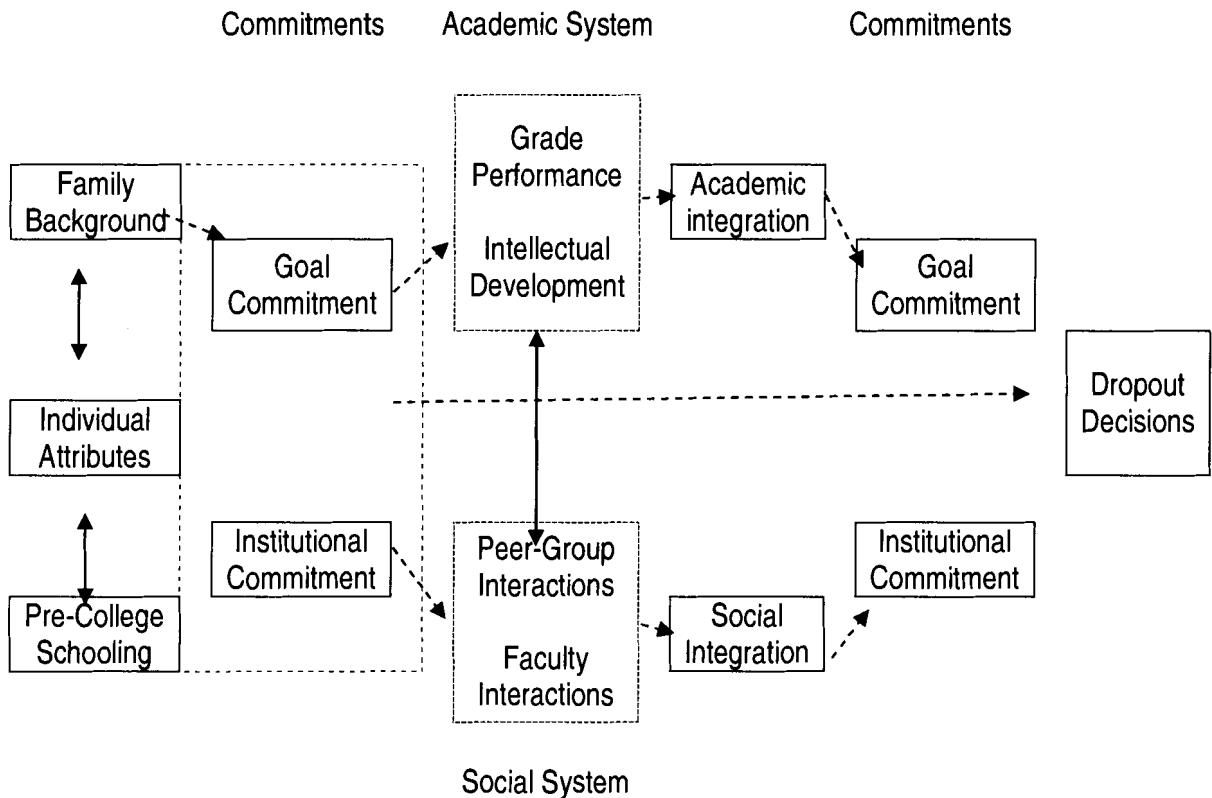 Commitments
Academic System
Commitments
Grade
Performance
Intellectual
Development
Family
Background
Goal
Commitment
Academic
integration
Goal
Commitment
Individual
Attributes
Dropout
Decisions
Institutional
Commitment
Peer-Group
Interactions
Faculty
Interactions
Institutional
Commitment
Pre-College
Schooling
Social
Integration
Social System